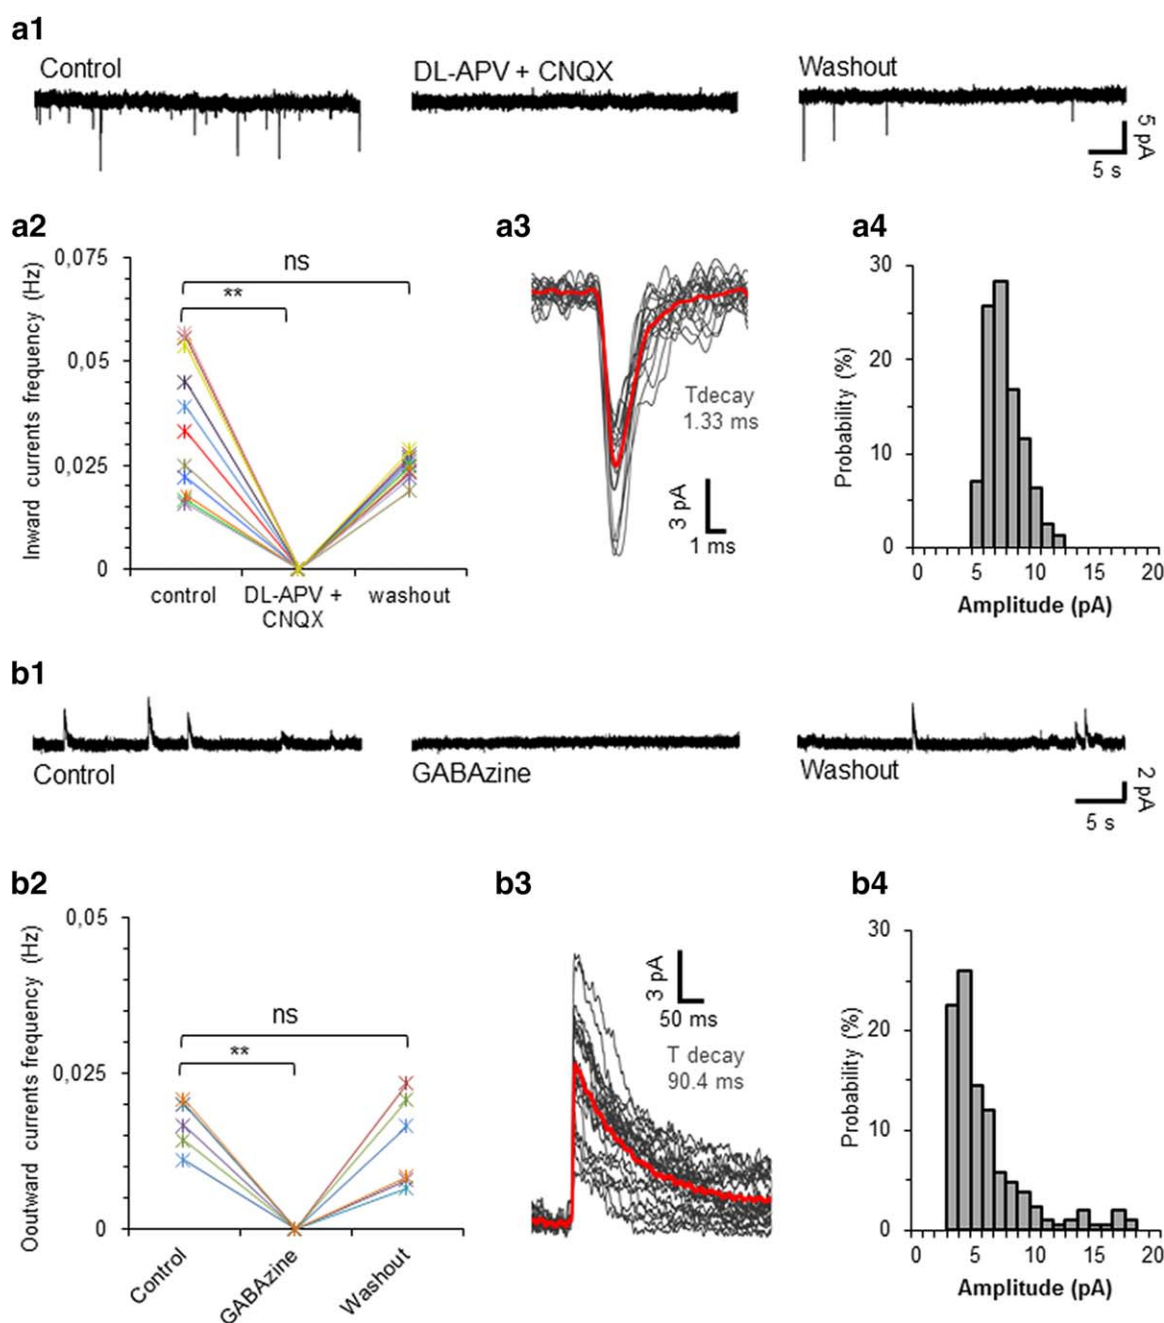 a1
Control
DL-APV + CNQX
Washout
5 pA
5 s
a2
a3
a4
Inward currents frequency (Hz)
0,075
0,05
0,025
0
ns
**
control
DL-APV +
CNQX
washout
Tdecay
1.33 ms
3 pA
1 ms
Probability (%)
30
20
10
0
0 5 10 15 20
Amplitude (pA)
b1
Control
GABAzine
Washout
2 pA
5 s
b2
b3
b4
Ooutward currents frequency (Hz)
0,05
0,025
0
ns
**
Control
GABAzine
Washout
3 pA
50 ms
T decay
90.4 ms
Probability (%)
30
20
10
0
0 5 10 15 20
Amplitude (pA)